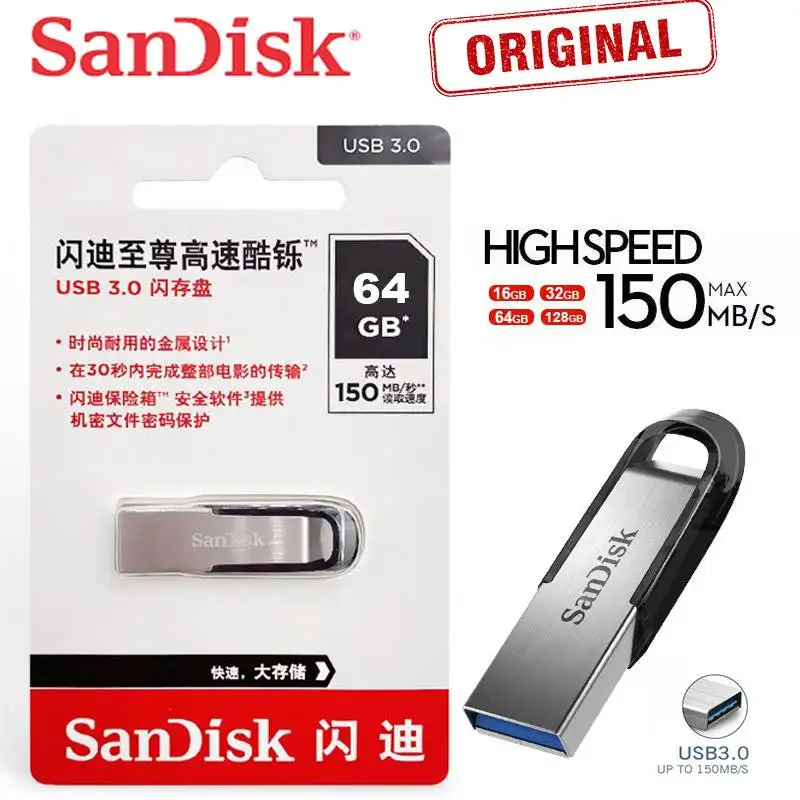 SanDisk®
ORIGINAL
USB 3.0
闪迪至尊高速酷铄™
USB 3.0 闪存盘
64
GB*
• 时尚耐用的金属设计¹
• 在30秒内完成整部电影的传输²
• 闪迪保险箱™ 安全软件³提供
机密文件密码保护
高达
150 MB/秒**
读取速度
SanDisk
快速,大存储
SanDisk 闪迪
HIGH SPEED
16GB 32GB
64GB 128GB
150 MAX
MB/S
SanDisk
USB3.0
UP TO 150MB/S